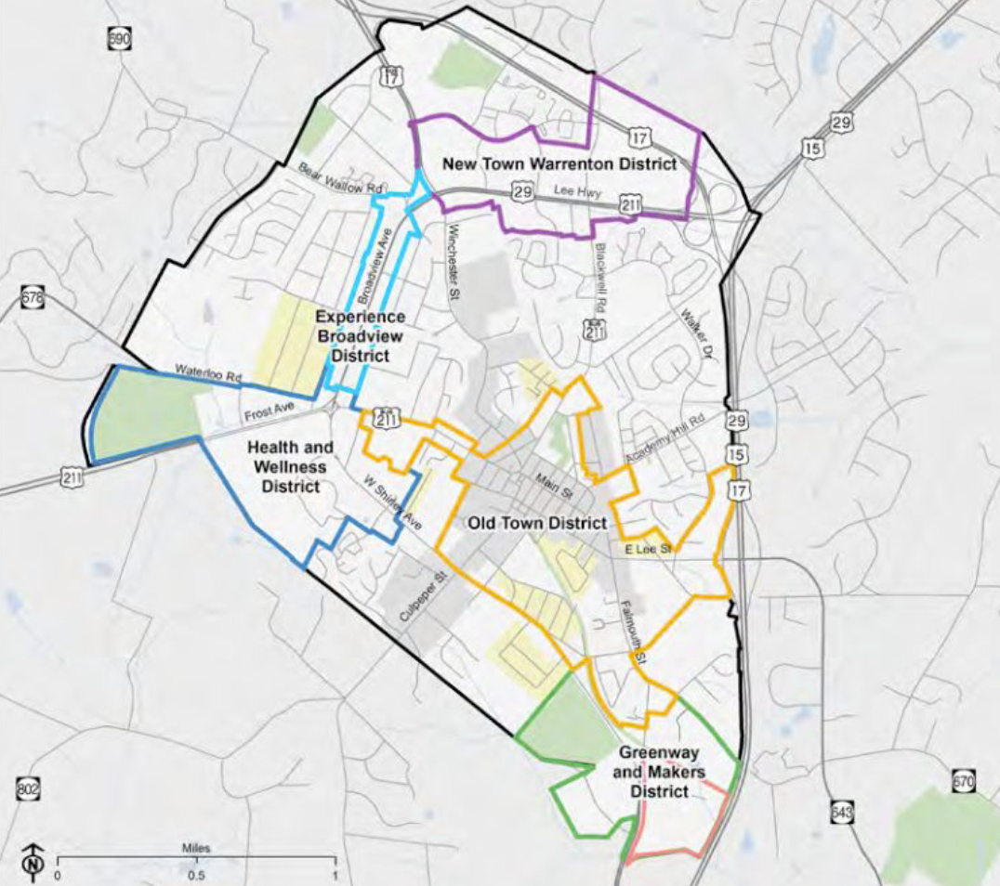 690
BUS
17
17
29
15
New Town Warrenton District
Bear Wallow Rd
29
Lee Hwy
211
Winchester St
Broadview Ave
Blackwell Rd
678
BUS
211
Walker Dr
Experience
Broadview
District
Waterloo Rd
Frost Ave
BUS
211
Academy Hill Rd
29
15
17
Health and
Wellness
District
211
Main St
W Shirley Ave
Old Town District
E Lee St
Culpeper St
Falmouth St
Greenway
and Makers
District
802
670
643
Miles
N
0
0.5
1